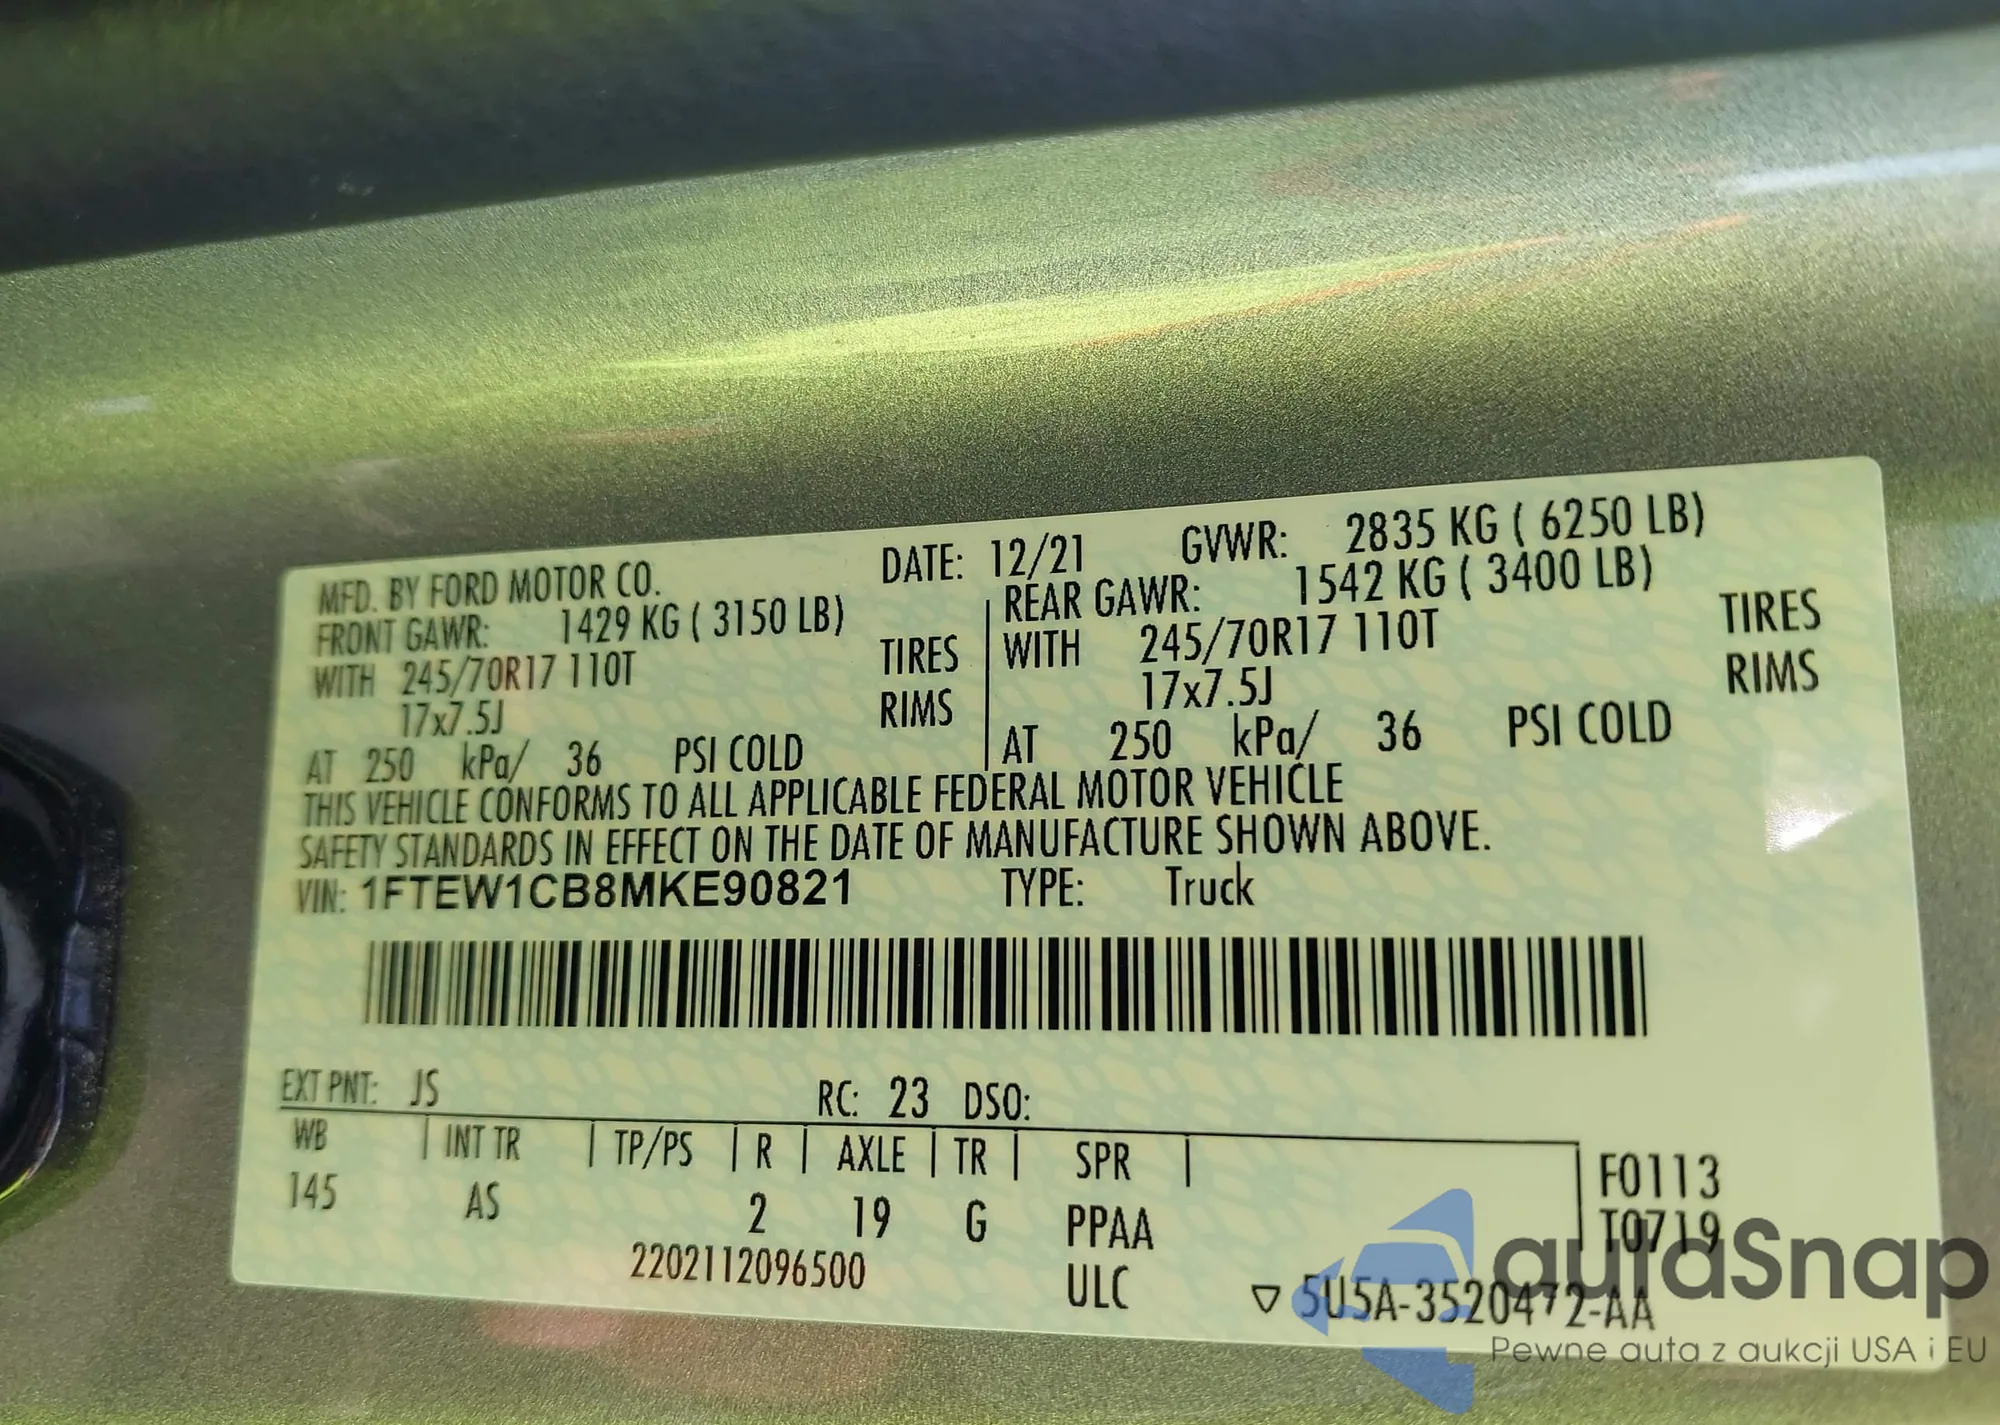 MFD. BY FORD MOTOR CO. DATE: 12/21 GVWR: 2835 KG ( 6250 LB)
FRONT GAWR: 1429 KG ( 3150 LB) REAR GAWR: 1542 KG ( 3400 LB)
WITH 245/70R17 110T TIRES WITH 245/70R17 110T TIRES
17x7.5J RIMS 17x7.5J RIMS
AT 250 kPa/ 36 PSI COLD AT 250 kPa/ 36 PSI COLD
THIS VEHICLE CONFORMS TO ALL APPLICABLE FEDERAL MOTOR VEHICLE
SAFETY STANDARDS IN EFFECT ON THE DATE OF MANUFACTURE SHOWN ABOVE.
VIN: 1FTEW1CB8MKE90821 TYPE: Truck
EXT PNT: JS RC: 23 DSO:
WB INT TR TP/PS R AXLE TR SPR F0113
145 AS 2 19 G PPAA T0719
2202112096500 ULC ▽ 5U5A-3520472-AA
autaSnap
Pewne auta z aukcji USA i EU